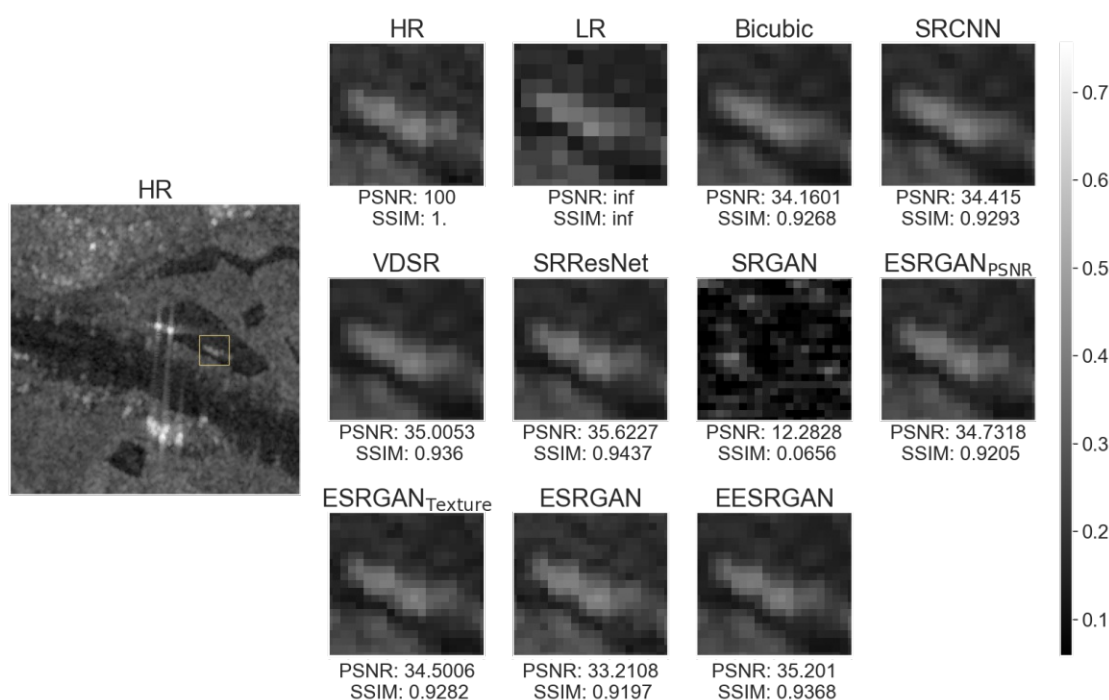 HR
HR LR Bicubic SRCNN
PSNR: 100 PSNR: inf PSNR: 34.1601 PSNR: 34.415
SSIM: 1. SSIM: inf SSIM: 0.9268 SSIM: 0.9293
VDSR SRResNet SRGAN ESRGANPSNR
PSNR: 35.0053 PSNR: 35.6227 PSNR: 12.2828 PSNR: 34.7318
SSIM: 0.936 SSIM: 0.9437 SSIM: 0.0656 SSIM: 0.9205
ESRGANTexture ESRGAN EESRGAN
PSNR: 34.5006 PSNR: 33.2108 PSNR: 35.201
SSIM: 0.9282 SSIM: 0.9197 SSIM: 0.9368
0.7
0.6
0.5
0.4
0.3
0.2
0.1